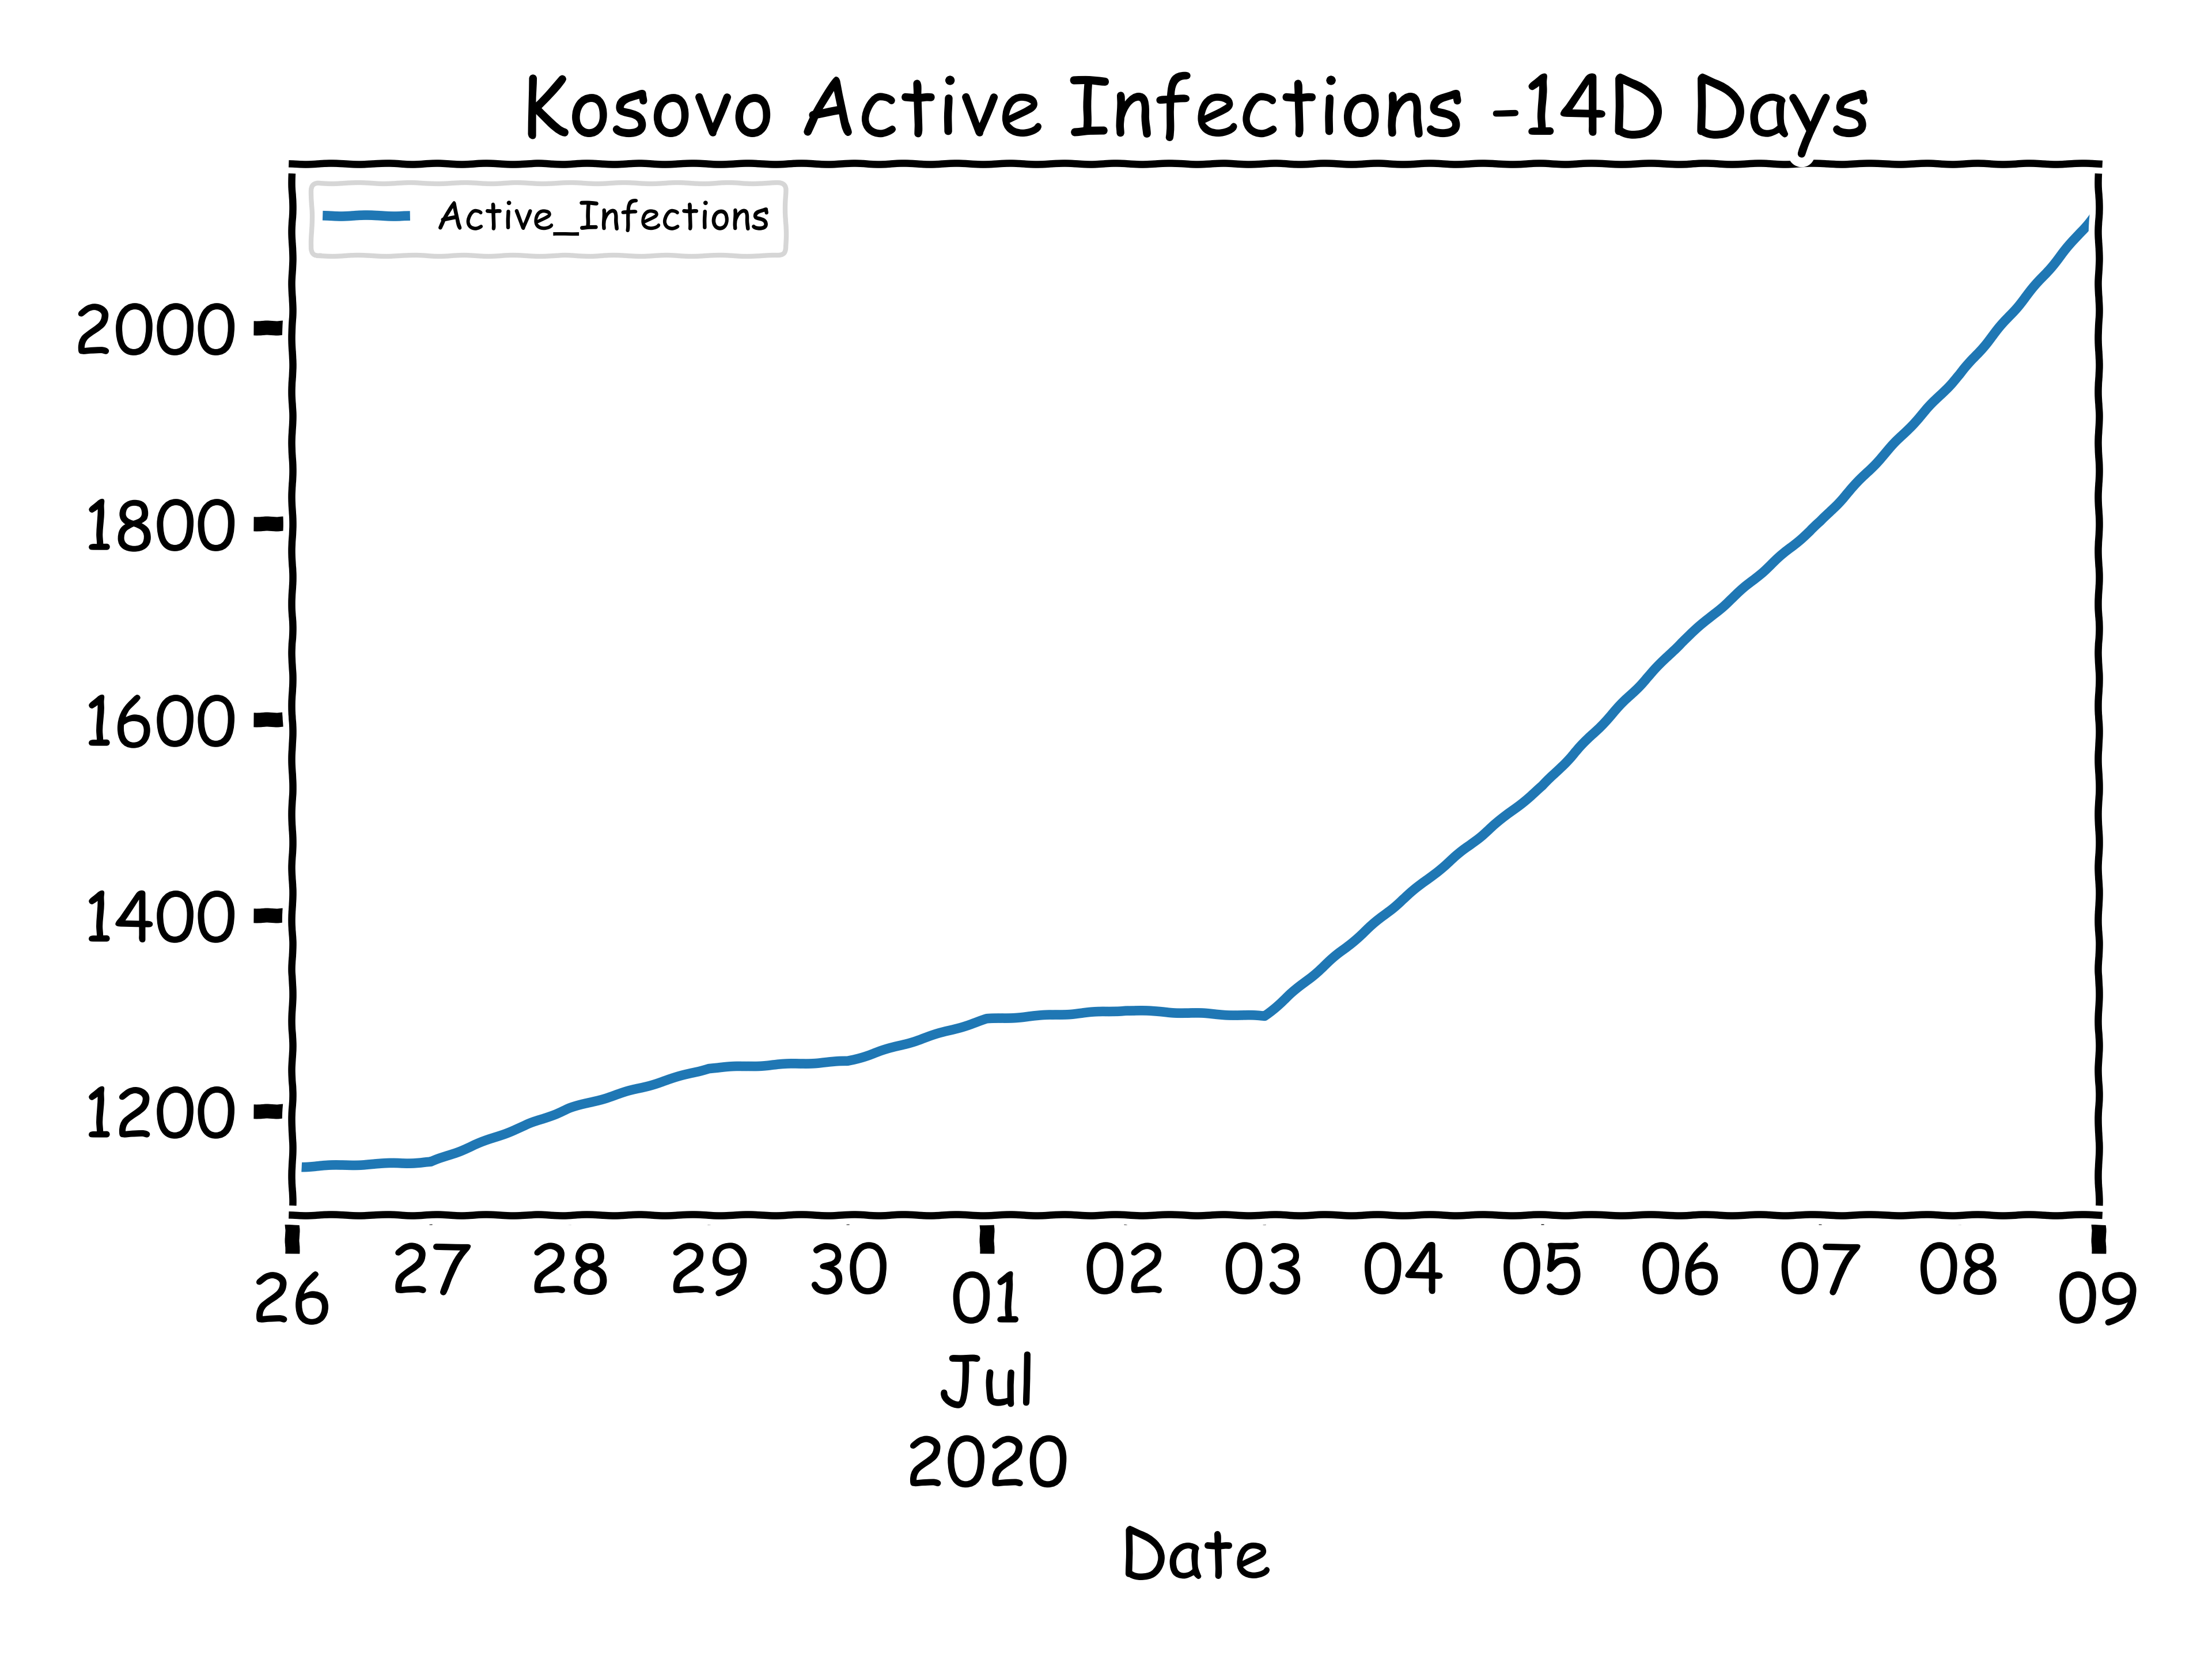 Kosovo Active Infections -14D Days
Active_Infections
2000
1800
1600
1400
1200
26 27 28 29 30 01 02 03 04 05 06 07 08 09
Jul
2020
Date